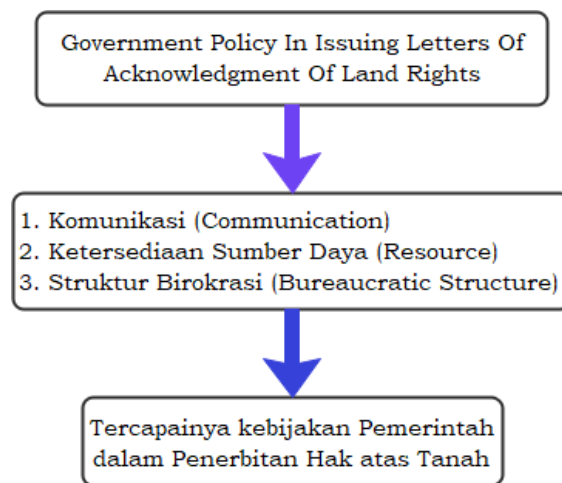 Government Policy In Issuing Letters Of
Acknowledgment Of Land Rights
1. Komunikasi (Communication)
2. Ketersediaan Sumber Daya (Resource)
3. Struktur Birokrasi (Bureaucratic Structure)
Tercapainya kebijakan Pemerintah
dalam Penerbitan Hak atas Tanah